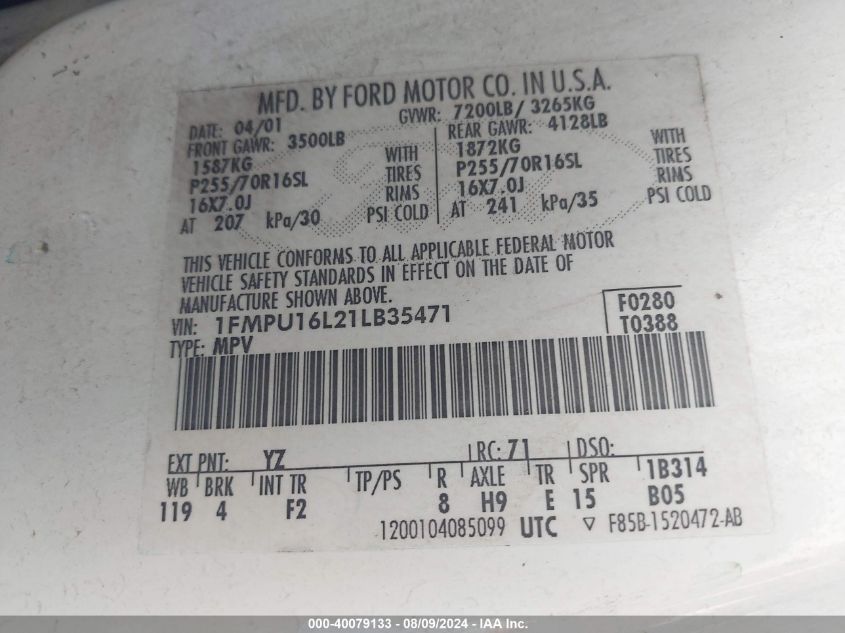 MFD. BY FORD MOTOR CO. IN U.S.A.
DATE: 04/01 GVWR: 7200LB/ 3265KG
FRONT GAWR: 3500LB REAR GAWR: 4128LB
1587KG WITH 1872KG WITH
P255/70R16SL TIRES P255/70R16SL TIRES
16X7.0J RIMS 16X7.0J RIMS
AT 207 kPa/30 PSI COLD AT 241 kPa/35 PSI COLD
THIS VEHICLE CONFORMS TO ALL APPLICABLE FEDERAL MOTOR
VEHICLE SAFETY STANDARDS IN EFFECT ON THE DATE OF
MANUFACTURE SHOWN ABOVE.
VIN: 1FMPU16L21LB35471 F0280
TYPE: MPV T0388
EXT PNT: YZ RC: 71 DSO:
WB BRK INT TR TP/PS R AXLE TR SPR 1B314
119 4 F2 8 H9 E 15 B05
1200104085099 UTC ▽ F85B-1520472-AB
000-40079133 - 08/09/2024 - IAA Inc.